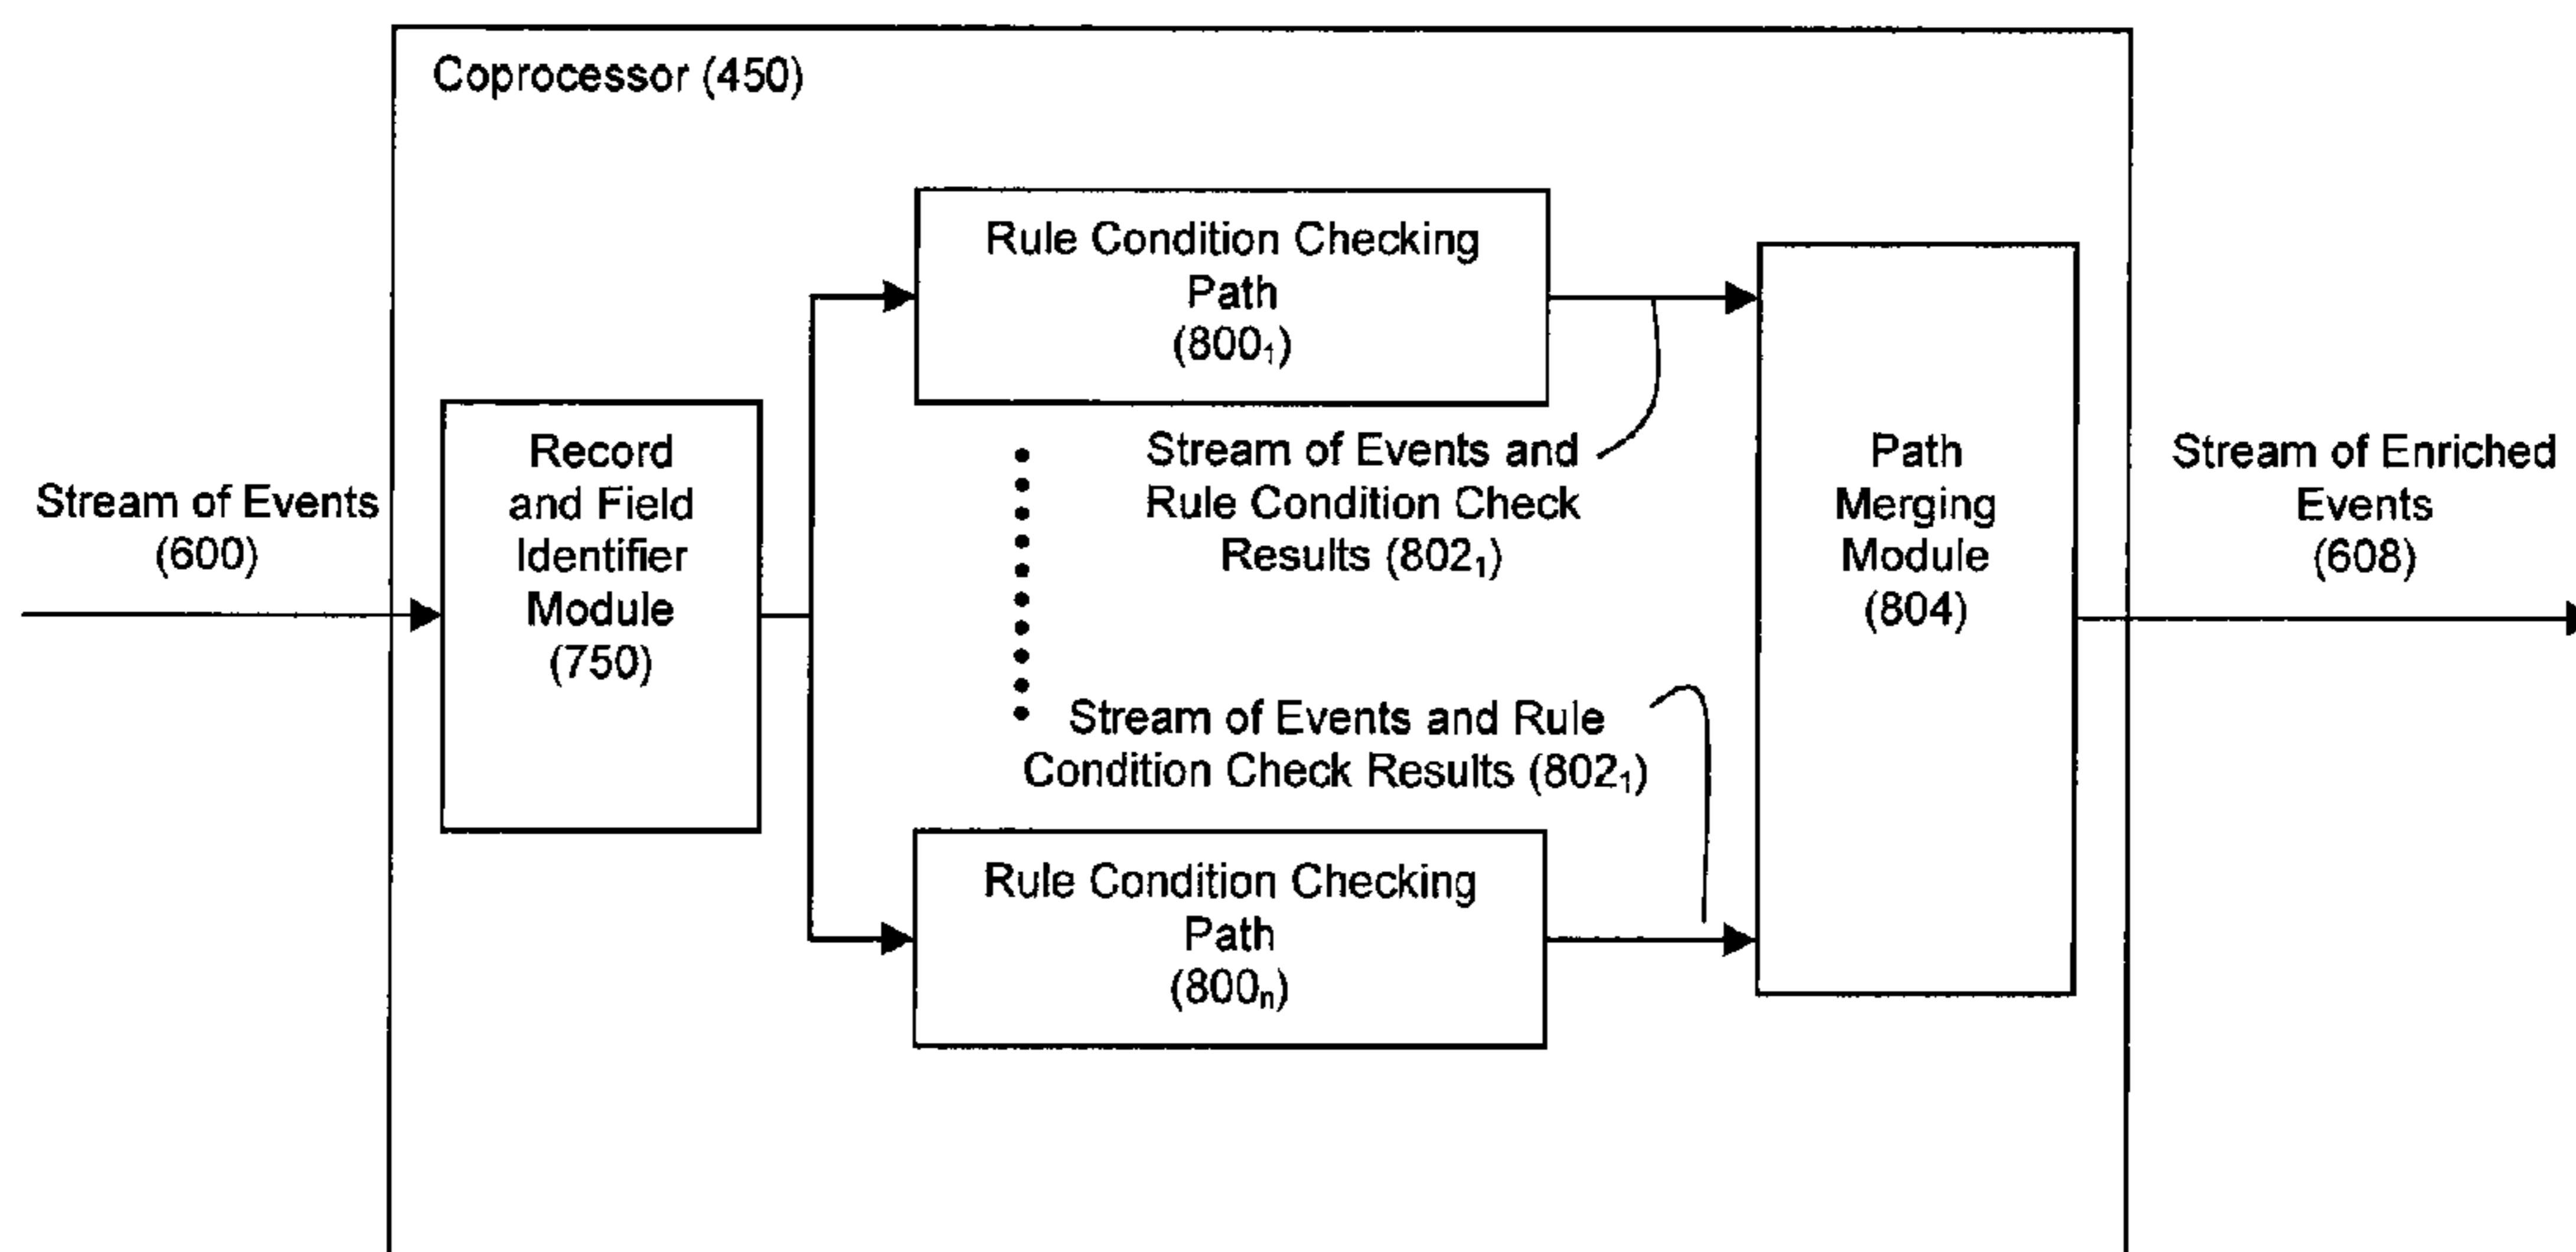 Coprocessor (450)
Stream of Events
(600)
Record
and Field
Identifier
Module
(750)
Rule Condition Checking
Path
(800₁)
Stream of Events and
Rule Condition Check
Results (802₁)
Stream of Events and Rule
Condition Check Results (802₁)
Rule Condition Checking
Path
(800ₙ)
Path
Merging
Module
(804)
Stream of Enriched
Events
(608)